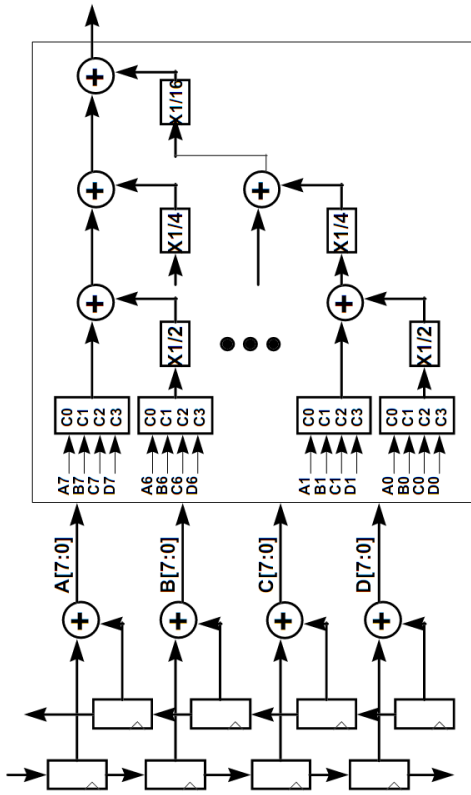 X1/16
X1/4
X1/4
X1/2
X1/2
C0
C1
C2
C3
C0
C1
C2
C3
C0
C1
C2
C3
C0
C1
C2
C3
A7
B7
C7
D7
A6
B6
C6
D6
A1
B1
C1
D1
A0
B0
C0
D0
A[7:0]
B[7:0]
C[7:0]
D[7:0]